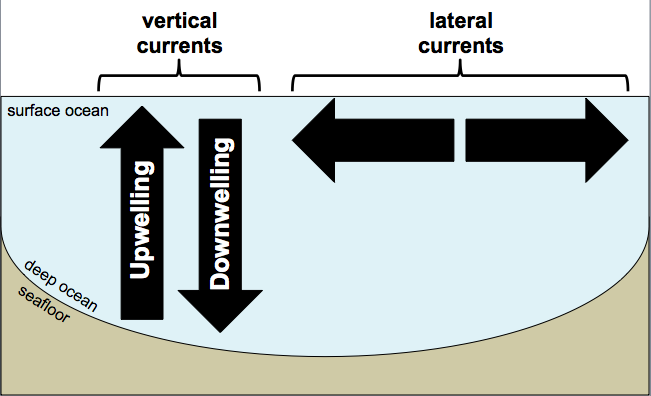 vertical
currents
lateral
currents
surface ocean
Upwelling
Downwelling
deep ocean
seafloor